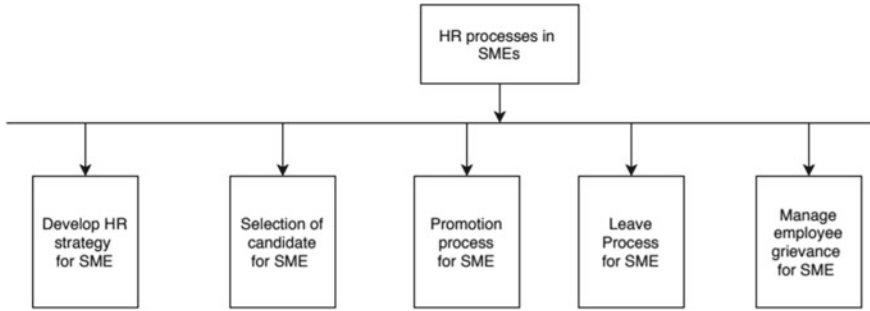 HR processes in
SMEs
Develop HR
strategy
for SME
Selection of
candidate
for SME
Promotion
process
for SME
Leave
Process
for SME
Manage
employee
grievance
for SME